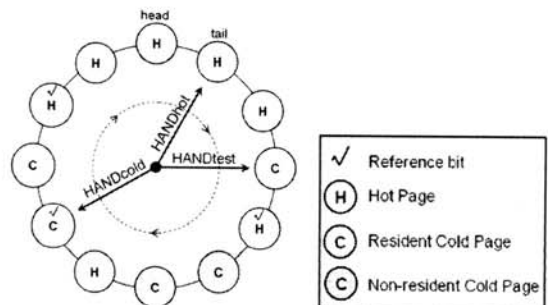 head
tail
H
H
H
H
H
HANDhot
C
HANDcold
HANDtest
C
C
H
H
C
C
√ Reference bit
H Hot Page
C Resident Cold Page
C Non-resident Cold Page